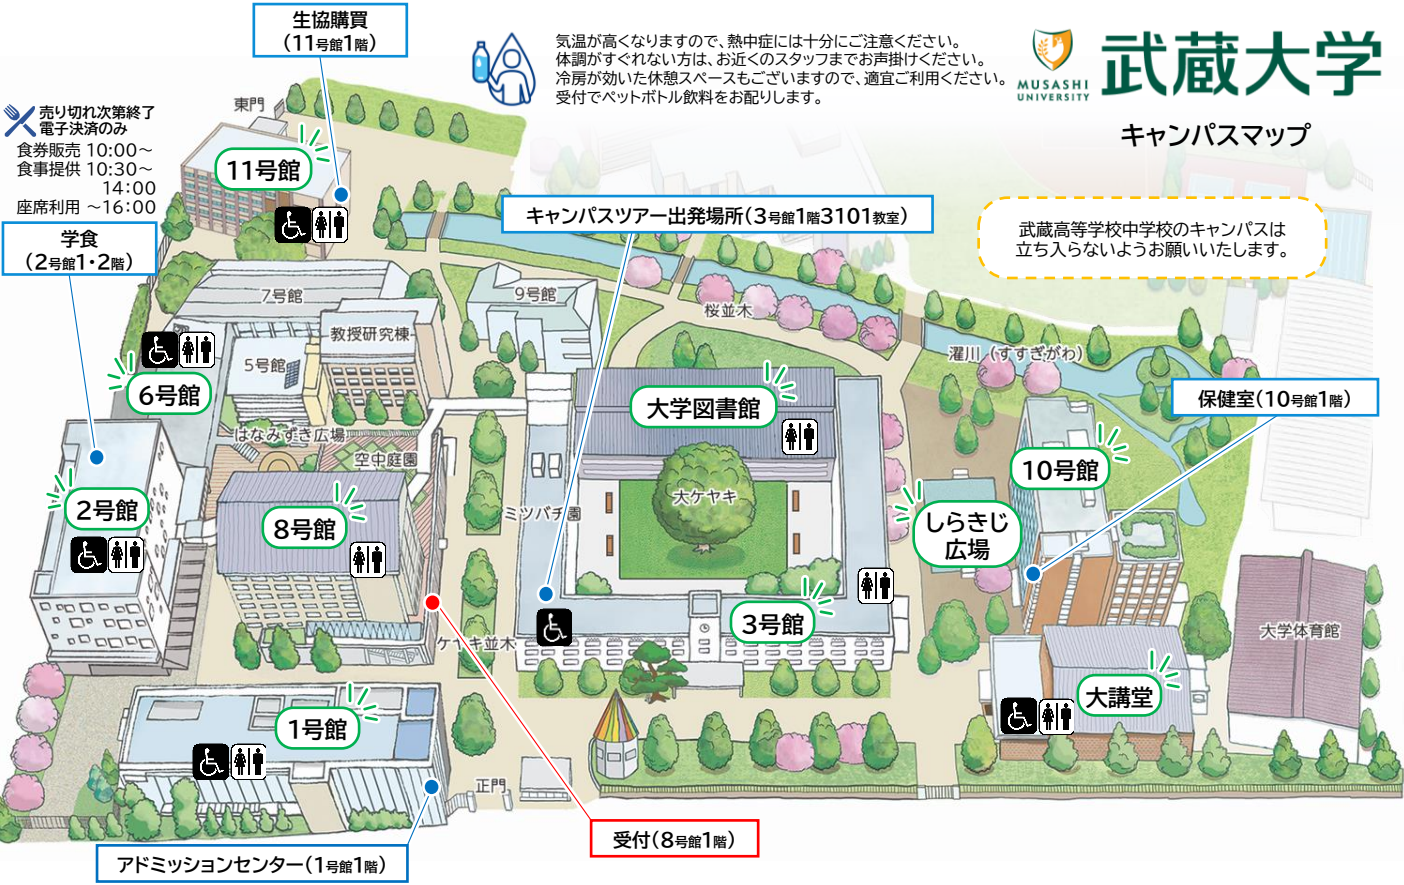 生協購買
(11号館1階)
気温が高くなりますので、熱中症には十分にご注意ください。
体調がすぐれない方は、お近くのスタッフまでお声掛けください。
冷房が効いた休憩スペースもございますので、適宜ご利用ください。
受付でペットボトル飲料をお配りします。
MUSASHI
UNIVERSITY
武蔵大学
キャンパスマップ
売り切れ次第終了
電子決済のみ
食券販売 10:00～
食事提供 10:30～
14:00
座席利用 ～16:00
東門
11号館
キャンパスツアー出発場所(3号館1階3101教室)
武蔵高等学校中学校のキャンパスは
立ち入らないようお願いいたします。
学食
(2号館1・2階)
7号館
9号館
桜並木
教授研究棟
濯川(すすぎがわ)
5号館
6号館
保健室(10号館1階)
大学図書館
はなみずき広場
空中庭園
10号館
2号館
8号館
ミツバチ園
大ケヤキ
しらきじ
広場
3号館
ケヤキ並木
大学体育館
大講堂
1号館
正門
受付(8号館1階)
アドミッションセンター(1号館1階)